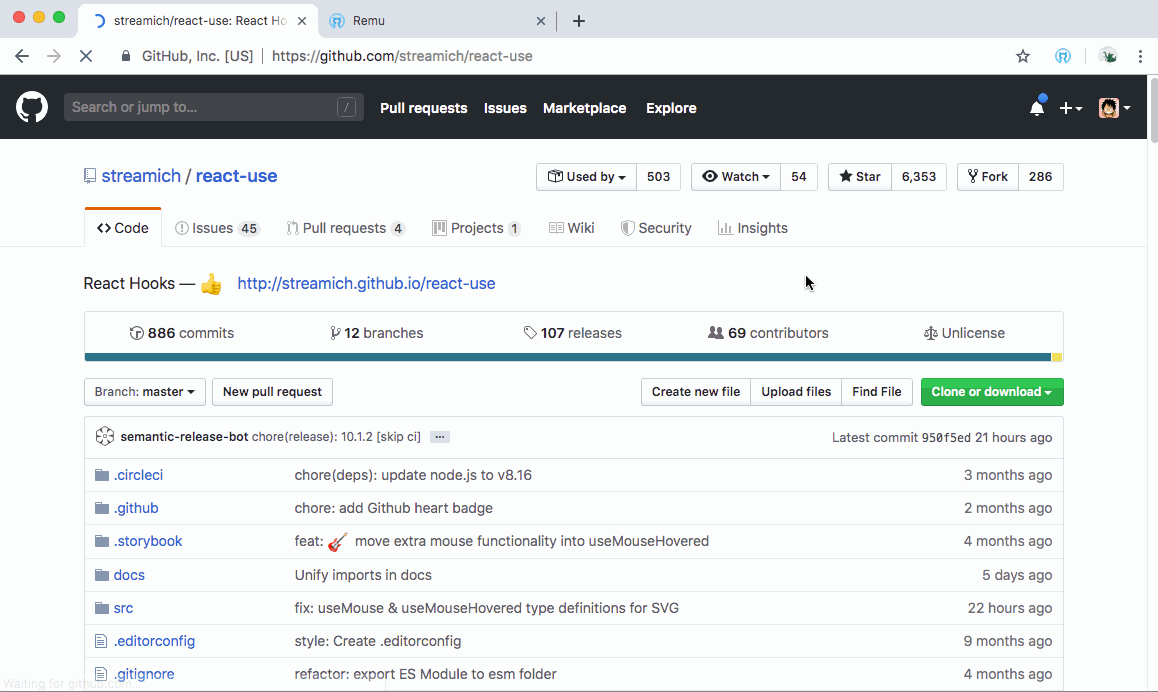 streamich/react-use: React Ho
Remu
GitHub, Inc. [US] | https://github.com/streamich/react-use
Search or jump to... / Pull requests Issues Marketplace Explore
streamich / react-use Used by 503 Watch 54 Star 6,353 Fork 286
Code Issues 45 Pull requests 4 Projects 1 Wiki Security Insights
React Hooks — 👍 http://streamich.github.io/react-use
886 commits 12 branches 107 releases 69 contributors Unlicense
Branch: master New pull request Create new file Upload files Find File Clone or download
semantic-release-bot chore(release): 10.1.2 [skip ci] ... Latest commit 950f5ed 21 hours ago
.circleci chore(deps): update node.js to v8.16 3 months ago
.github chore: add Github heart badge 2 months ago
.storybook feat: 🎸 move extra mouse functionality into useMouseHovered 4 months ago
docs Unify imports in docs 5 days ago
src fix: useMouse & useMouseHovered type definitions for SVG 22 hours ago
.editorconfig style: Create .editorconfig 9 months ago
.gitignore refactor: export ES Module to esm folder 4 months ago
Waiting for github.com...